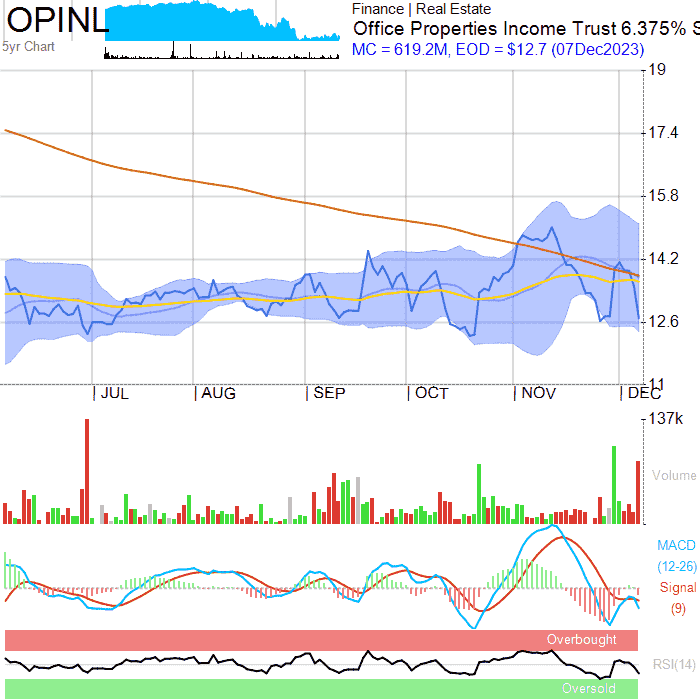 OPINL
5yr Chart
Finance | Real Estate
Office Properties Income Trust 6.375% S
MC = 619.2M, EOD = $12.7 (07Dec2023)
19
17.4
15.8
14.2
12.6
11
| JUL | AUG | SEP | OCT | NOV | DEC
137k
Volume
MACD
(12-26)
Signal
(9)
Overbought
RSI(14)
Oversold